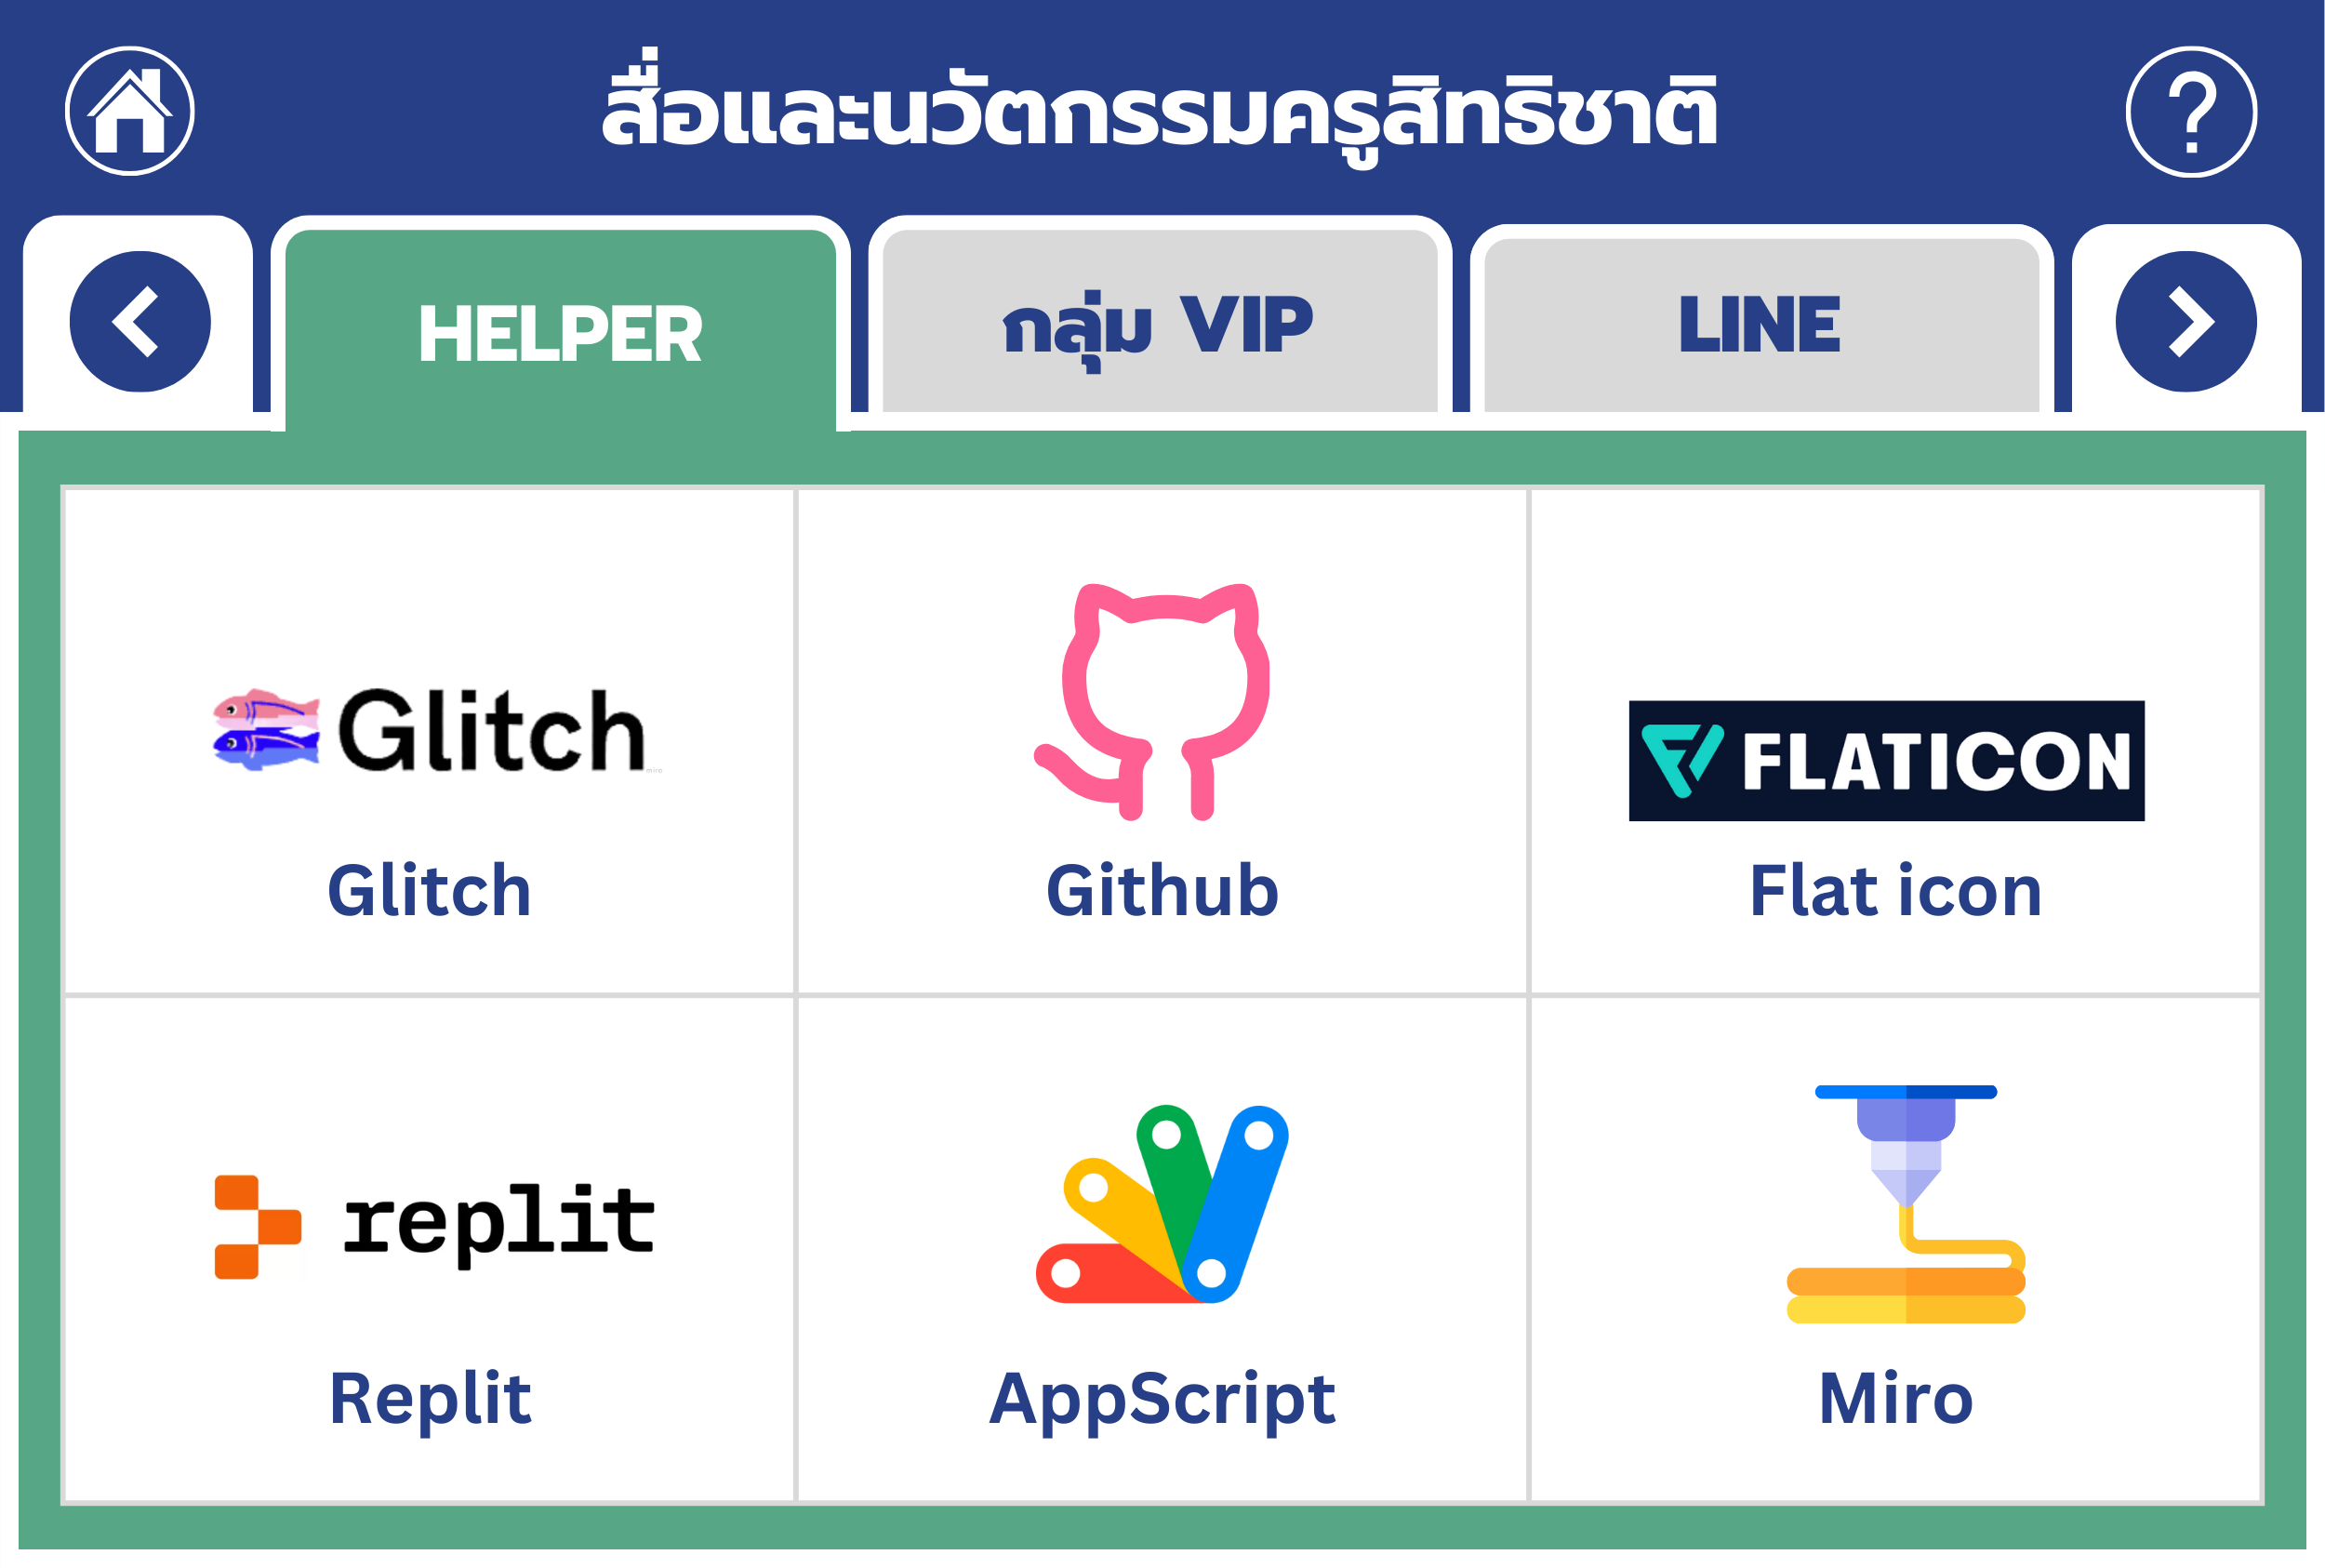 สื่อและนวัตกรรมครูสิทธิชาติ
?
HELPER
กลุ่ม VIP
LINE
Glitch
FLATICON
Glitch
Github
Flat icon
replit
Replit
AppScript
Miro